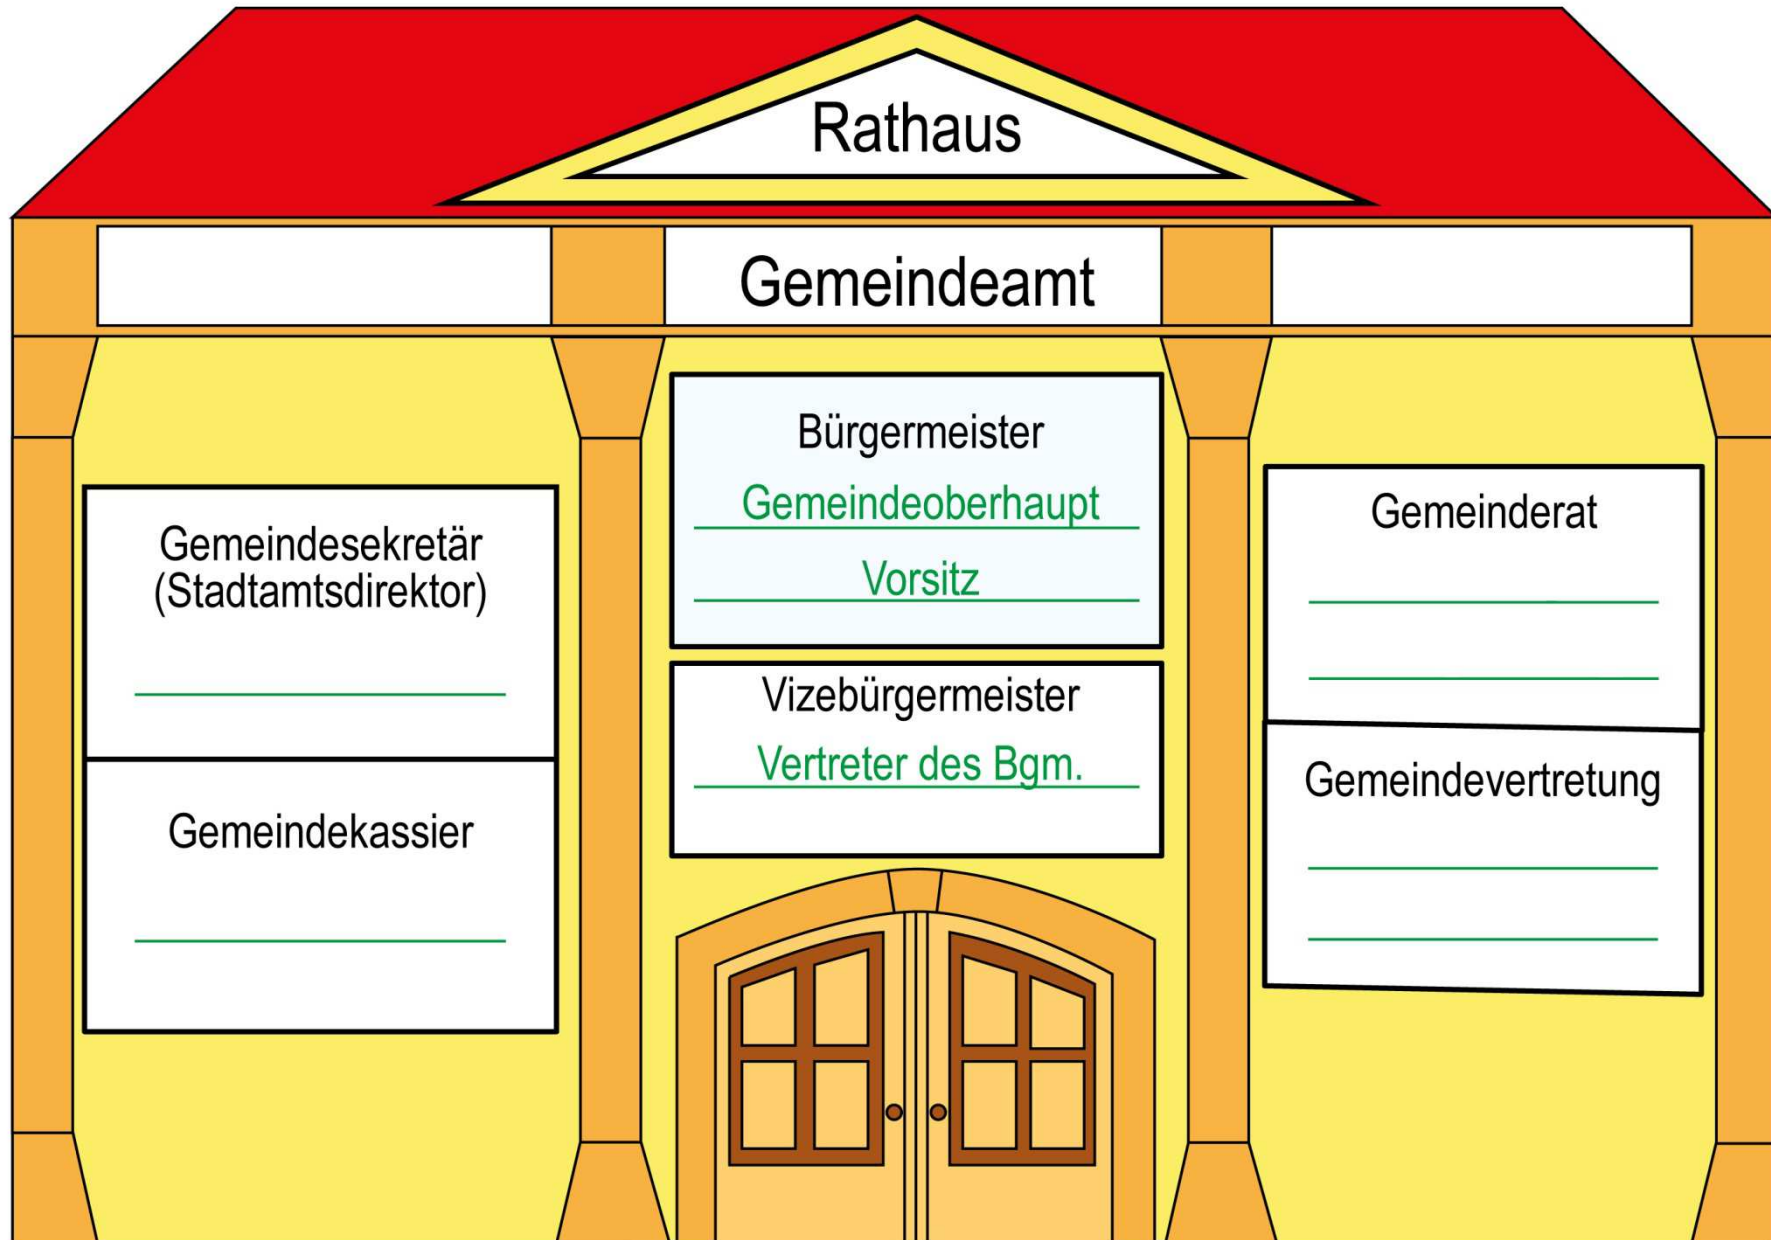 Rathaus
Gemeindeamt
Gemeindesekretär
(Stadtamtsdirektor)
Gemeindekassier
Bürgermeister
Gemeindeoberhaupt
Vorsitz
Vizebürgermeister
Vertreter des Bgm.
Gemeinderat
Gemeindevertretung